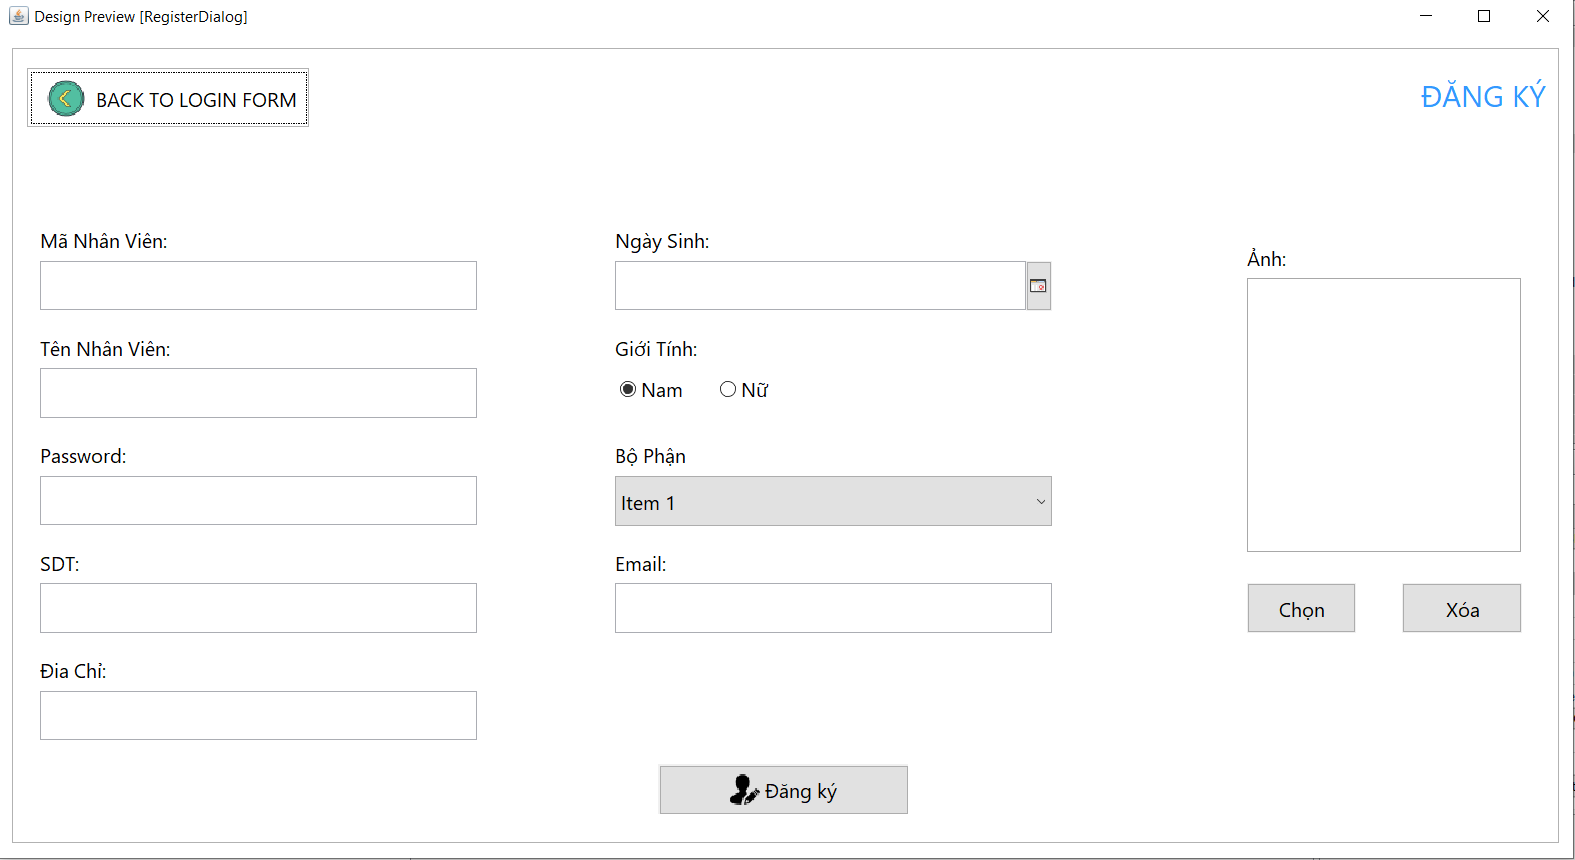 Design Preview [RegisterDialog]
BACK TO LOGIN FORM
ĐĂNG KÝ
Mã Nhân Viên:
Ngày Sinh:
Ảnh:
Tên Nhân Viên:
Giới Tính:
Nam
Nữ
Password:
Bộ Phận
Item 1
SDT:
Email:
Chọn
Xóa
Đia Chỉ:
Đăng ký